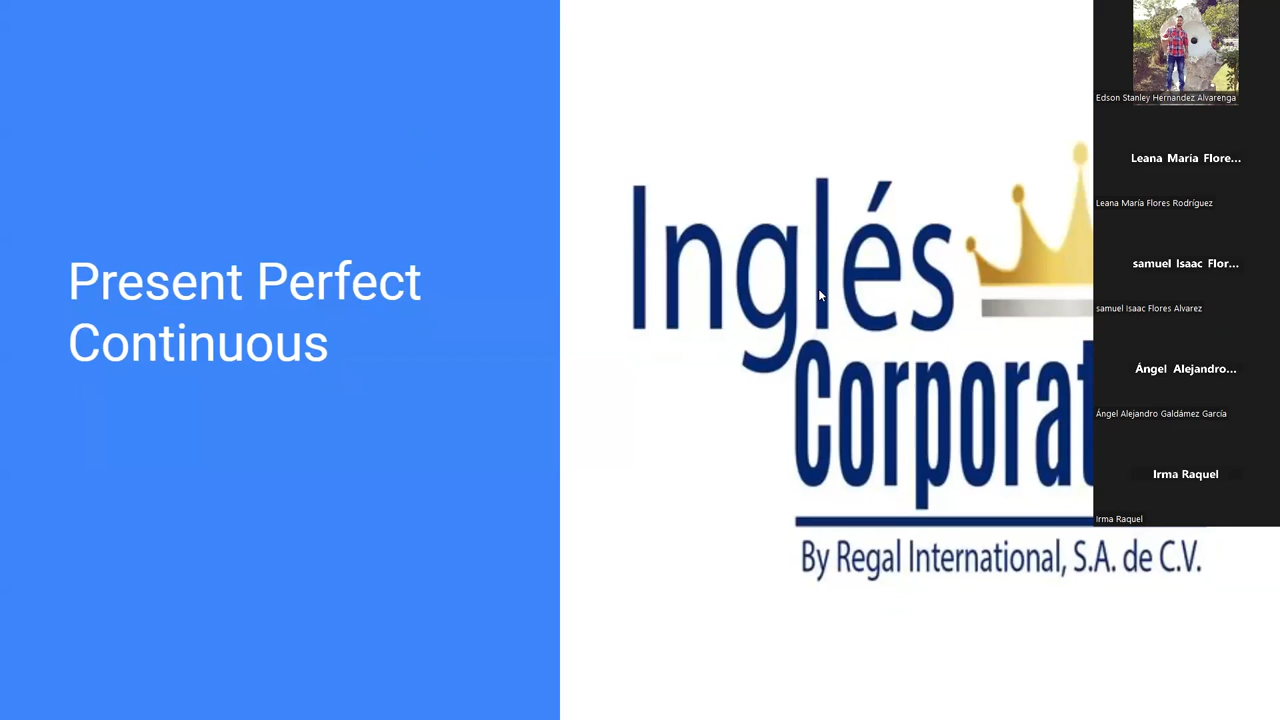 Present Perfect
Continuous
Inglés
Corporat
By Regal International, S.A. de C.V.
Edson Stanley Hernandez Alvarenga
Leana María Flore...
Leana María Flores Rodríguez
samuel Isaac Flor...
samuel Isaac Flores Alvarez
Ángel Alejandro...
Ángel Alejandro Galdámez García
Irma Raquel
Irma Raquel